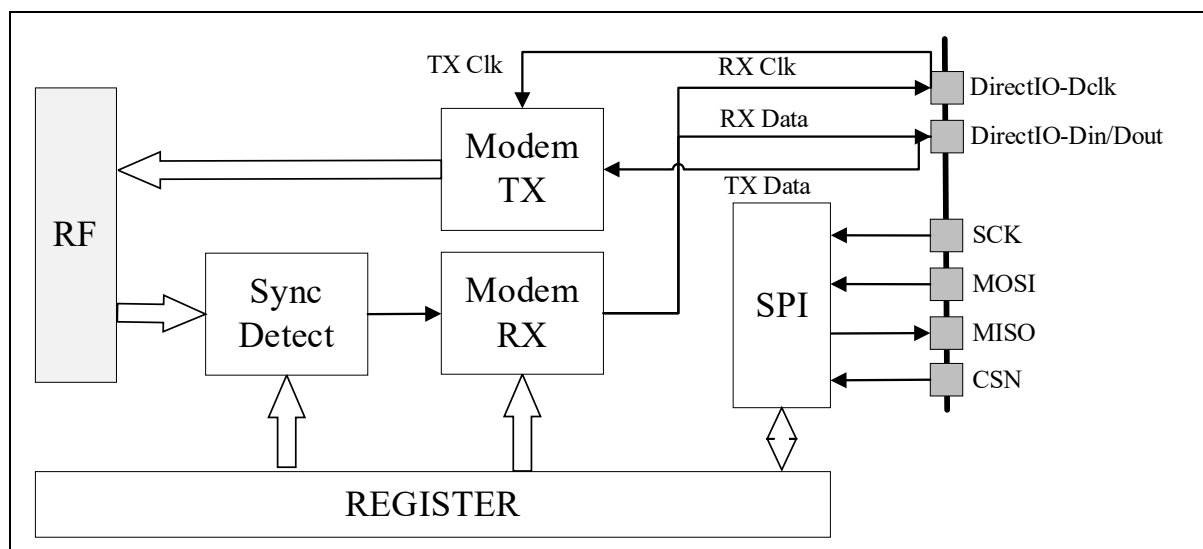 TX Clk
RX Clk
DirectIO-Dclk
RX Data
DirectIO-Din/Dout
Modem
TX
TX Data
RF
SCK
Sync
Detect
Modem
RX
SPI
MOSI
MISO
CSN
REGISTER